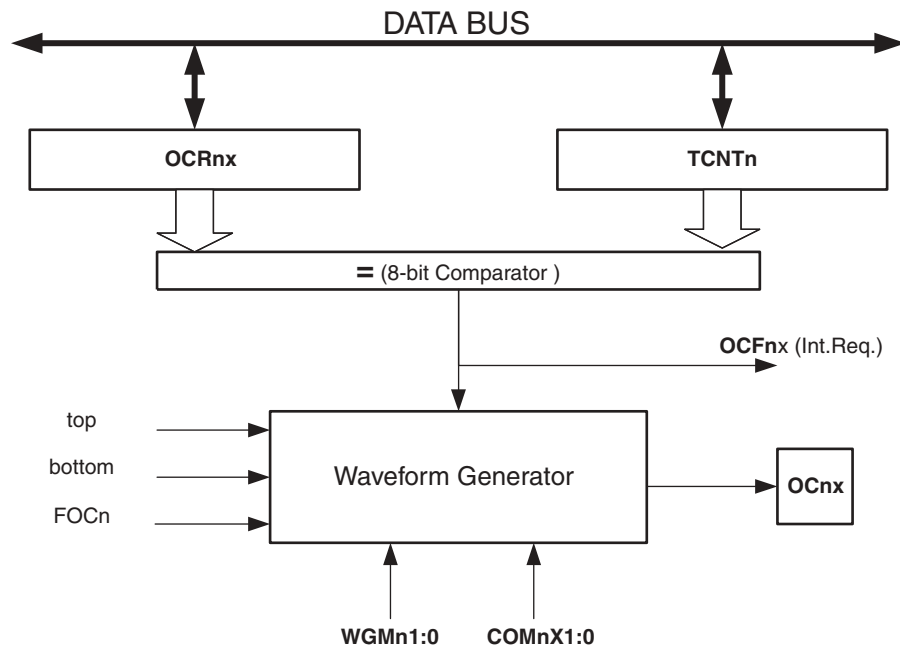 DATA BUS
OCRnx
TCNTn
= (8-bit Comparator )
OCFnx (Int.Req.)
top
bottom
FOCn
Waveform Generator
OCnx
WGMn1:0
COMnX1:0